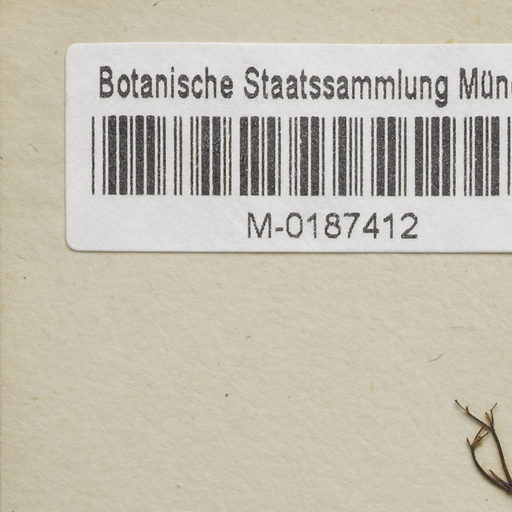 Botanische Staatssammlung Mün
M-0187412